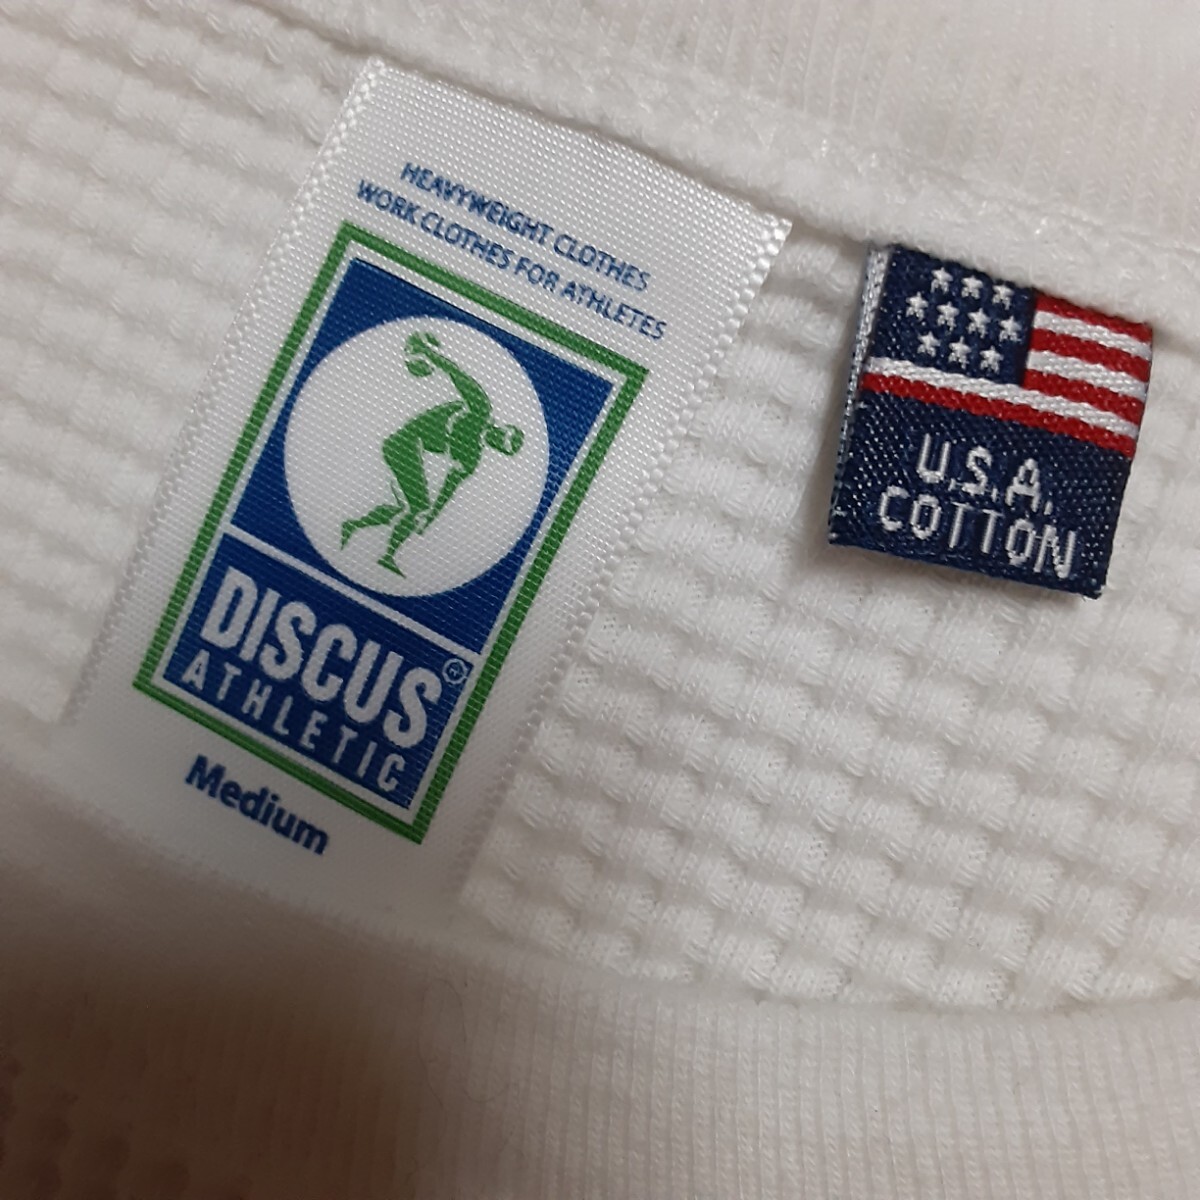 HEAVYWEIGHT CLOTHES
WORK CLOTHES FOR ATHLETES
DISCUS®
ATHLETIC
Medium
U.S.A.
COTTON